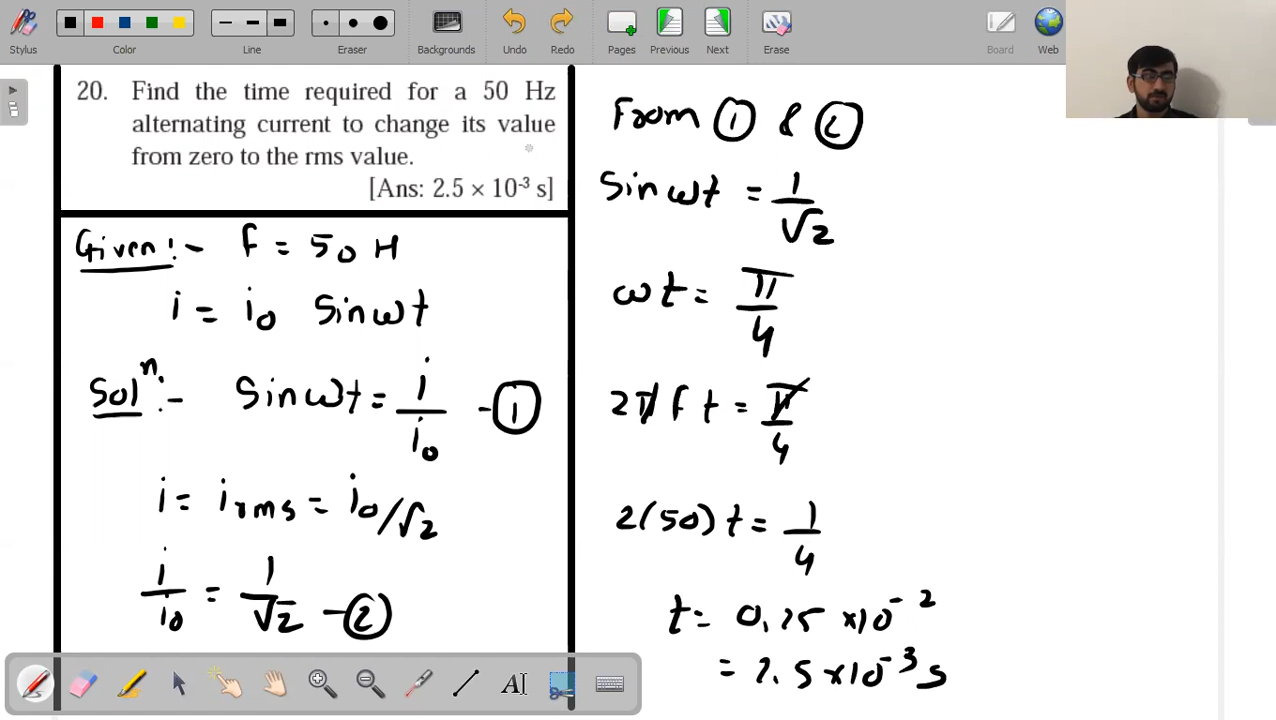 Stylus
Color
Line
Eraser
Backgrounds
Undo
Redo
Pages
Previous
Next
Erase
Board
Web
20. Find the time required for a 50 Hz
alternating current to change its value
from zero to the rms value.
[Ans: 2.5 × 10⁻³ s]
Given:- f = 50 H
i = i₀ sinωt
Solⁿ:- sinωt = i/i₀ -①
i = i rms = i₀/√2
i/i₀ = 1/√2 -②
From ① & ②
sinωt = 1/√2
ωt = π/4
2πft = π/4
2(50)t = 1/4
t = 0.25 ×10⁻²
= 2.5 ×10⁻³ s
A